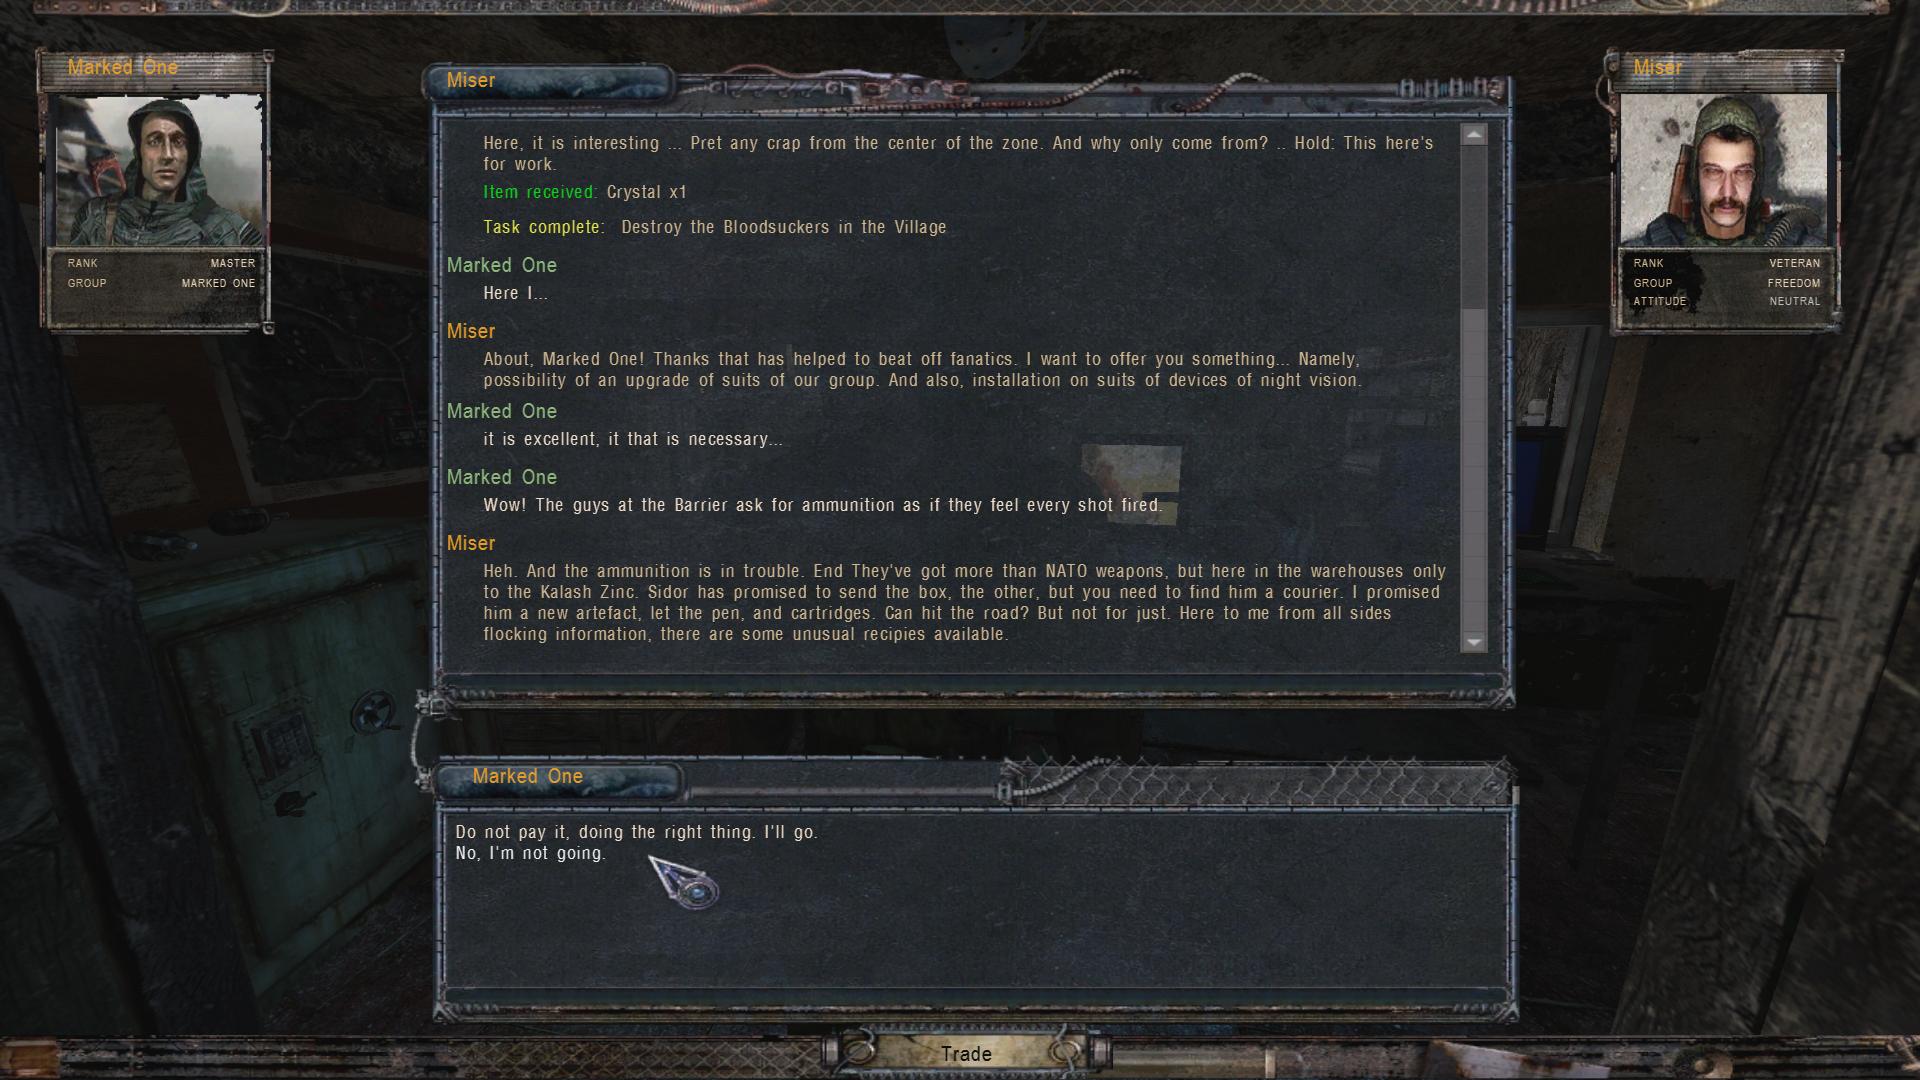 Marked One
RANK MASTER
GROUP MARKED ONE
Miser
Here, it is interesting ... Pret any crap from the center of the zone. And why only come from? .. Hold: This here's
for work.
Item received: Crystal x1
Task complete: Destroy the Bloodsuckers in the Village
Marked One
Here I...
Miser
About, Marked One! Thanks that has helped to beat off fanatics. I want to offer you something... Namely,
possibility of an upgrade of suits of our group. And also, installation on suits of devices of night vision.
Marked One
it is excellent, it that is necessary...
Marked One
Wow! The guys at the Barrier ask for ammunition as if they feel every shot fired.
Miser
Heh. And the ammunition is in trouble. End They've got more than NATO weapons, but here in the warehouses only
to the Kalash Zinc. Sidor has promised to send the box, the other, but you need to find him a courier. I promised
him a new artefact, let the pen, and cartridges. Can hit the road? But not for just. Here to me from all sides
flocking information, there are some unusual recipies available.
Miser
RANK VETERAN
GROUP FREEDOM
ATTITUDE NEUTRAL
Marked One
Do not pay it, doing the right thing. I'll go.
No, I'm not going.
Trade